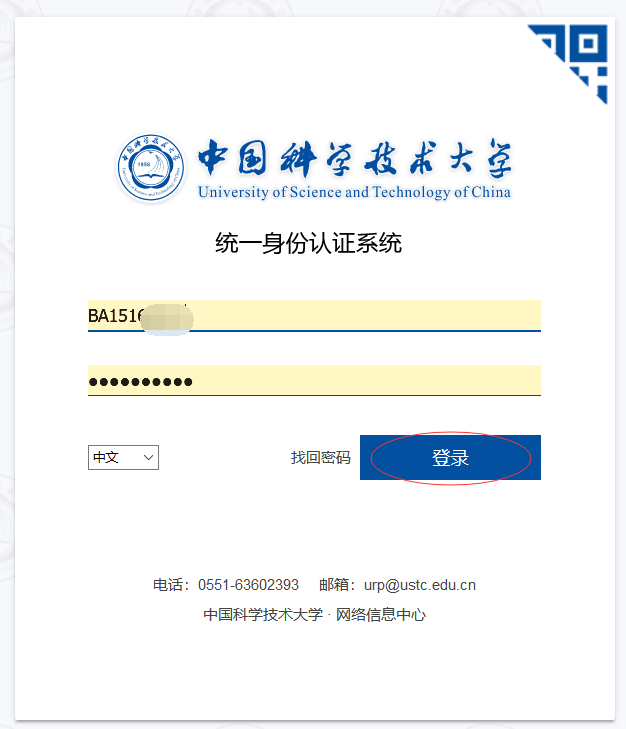 中国科学技术大学
University of Science and Technology of China
1958
统一身份认证系统
BA151
中文
找回密码 登录
电话：0551-63602393 邮箱：urp@ustc.edu.cn
中国科学技术大学 · 网络信息中心